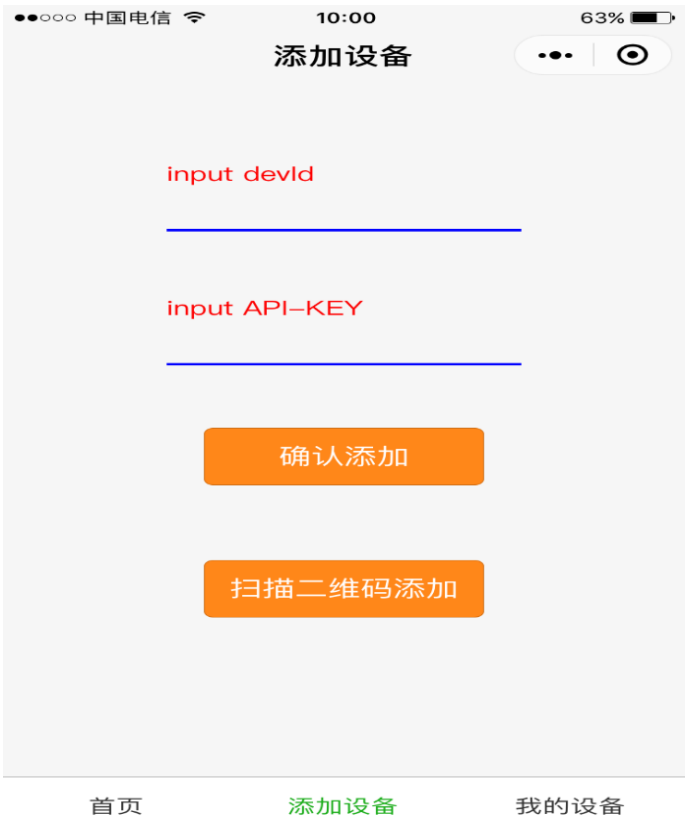 中国电信 10:00 63%
添加设备
input devId
input API-KEY
确认添加
扫描二维码添加
首页 添加设备 我的设备